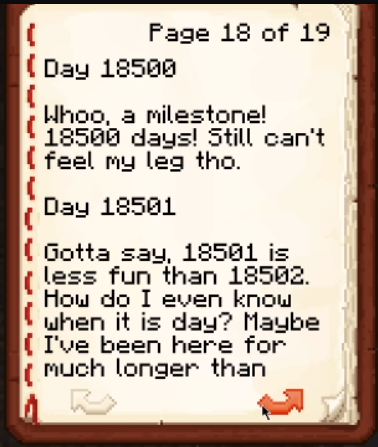 Page 18 of 19
Day 18500
Whoo, a milestone!
18500 days! Still can't
feel my leg tho.
Day 18501
Gotta say, 18501 is
less fun than 18502.
How do I even know
when it is day? Maybe
I've been here for
much longer than